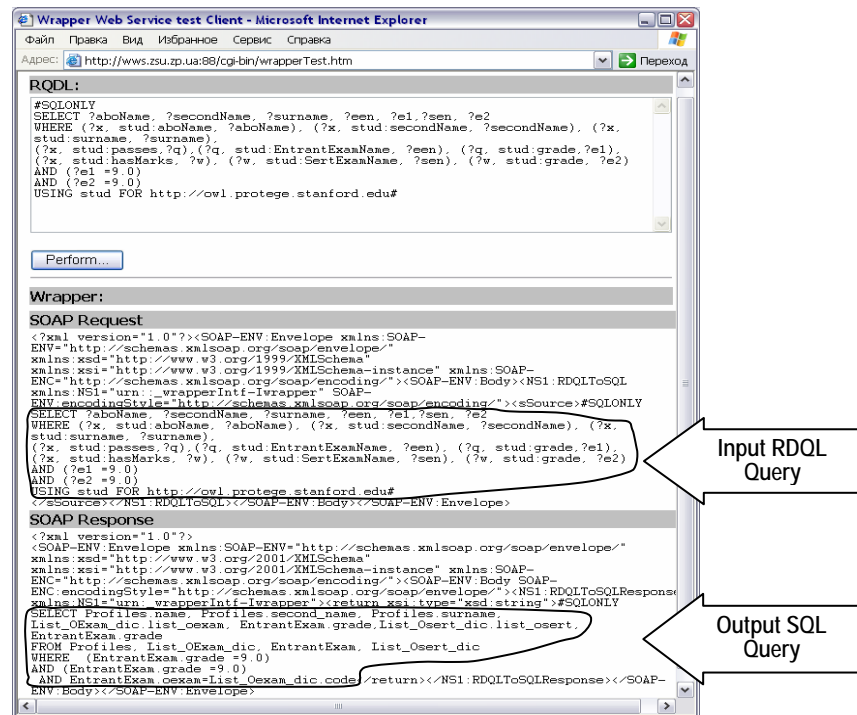 Wrapper Web Service test Client - Microsoft Internet Explorer
Файл Правка Вид Избранное Сервис Справка
Адрес: http://wws.zsu.zp.ua:88/cgi-bin/wrapperTest.htm Переход
RQDL:
#SQLONLY
SELECT ?aboName, ?secondName, ?surname, ?een, ?e1,?sen, ?e2
WHERE (?x, stud:aboName, ?aboName), (?x, stud:secondName, ?secondName), (?x,
stud:surname, ?surname),
(?x, stud:passes,?q),(?q, stud:EntrantExamName, ?een), (?q, stud:grade,?e1),
(?x, stud:hasMarks, ?w), (?w, stud:SertExamName, ?sen), (?w, stud:grade, ?e2)
AND (?e1 =9.0)
AND (?e2 =9.0)
USING stud FOR http://owl.protege.stanford.edu#
Perform...
Wrapper:
SOAP Request
<?xml version="1.0"?><SOAP-ENV:Envelope xmlns:SOAP-
ENV="http://schemas.xmlsoap.org/soap/envelope/"
xmlns:xsd="http://www.w3.org/1999/XMLSchema"
xmlns:xsi="http://www.w3.org/1999/XMLSchema-instance" xmlns:SOAP-
ENC="http://schemas.xmlsoap.org/soap/encoding/"><SOAP-ENV:Body><NS1:RDQLToSQL
xmlns:NS1="urn::_wrapperIntf-Iwrapper" SOAP-
ENV:encodingStyle="http://schemas.xmlsoap.org/soap/encoding/"><sSource>#SQLONLY
SELECT ?aboName, ?secondName, ?surname, ?een, ?e1,?sen, ?e2
WHERE (?x, stud:aboName, ?aboName), (?x, stud:secondName, ?secondName), (?x,
stud:surname, ?surname),
(?x, stud:passes,?q),(?q, stud:EntrantExamName, ?een), (?q, stud:grade,?e1),
(?x, stud:hasMarks, ?w), (?w, stud:SertExamName, ?sen), (?w, stud:grade, ?e2)
AND (?e1 =9.0)
AND (?e2 =9.0)
USING stud FOR http://owl.protege.stanford.edu#
</sSource></NS1:RDQLToSQL></SOAP-ENV:Body></SOAP-ENV:Envelope>
Input RDQL
Query
SOAP Response
<?xml version="1.0"?>
<SOAP-ENV:Envelope xmlns:SOAP-ENV="http://schemas.xmlsoap.org/soap/envelope/"
xmlns:xsd="http://www.w3.org/2001/XMLSchema"
xmlns:xsi="http://www.w3.org/2001/XMLSchema-instance" xmlns:SOAP-
ENC="http://schemas.xmlsoap.org/soap/encoding/"><SOAP-ENV:Body SOAP-
ENC:encodingStyle="http://schemas.xmlsoap.org/soap/envelope/"><NS1:RDQLToSQLResponse
xmlns:NS1="urn:_wrapperIntf-Iwrapper"><return xsi:type="xsd:string">#SQLONLY
SELECT Profiles.name, Profiles.second_name, Profiles.surname,
List_OExam_dic.list_oexam, EntrantExam.grade,List_Osert_dic.list_osert,
EntrantExam.grade
FROM Profiles, List_OExam_dic, EntrantExam, List_Osert_dic
WHERE (EntrantExam.grade =9.0)
AND (EntrantExam.grade =9.0)
AND EntrantExam.oexam=List_Oexam_dic.code</return></NS1:RDQLToSQLResponse></SOAP-
ENV:Body></SOAP-ENV:Envelope>
Output SQL
Query